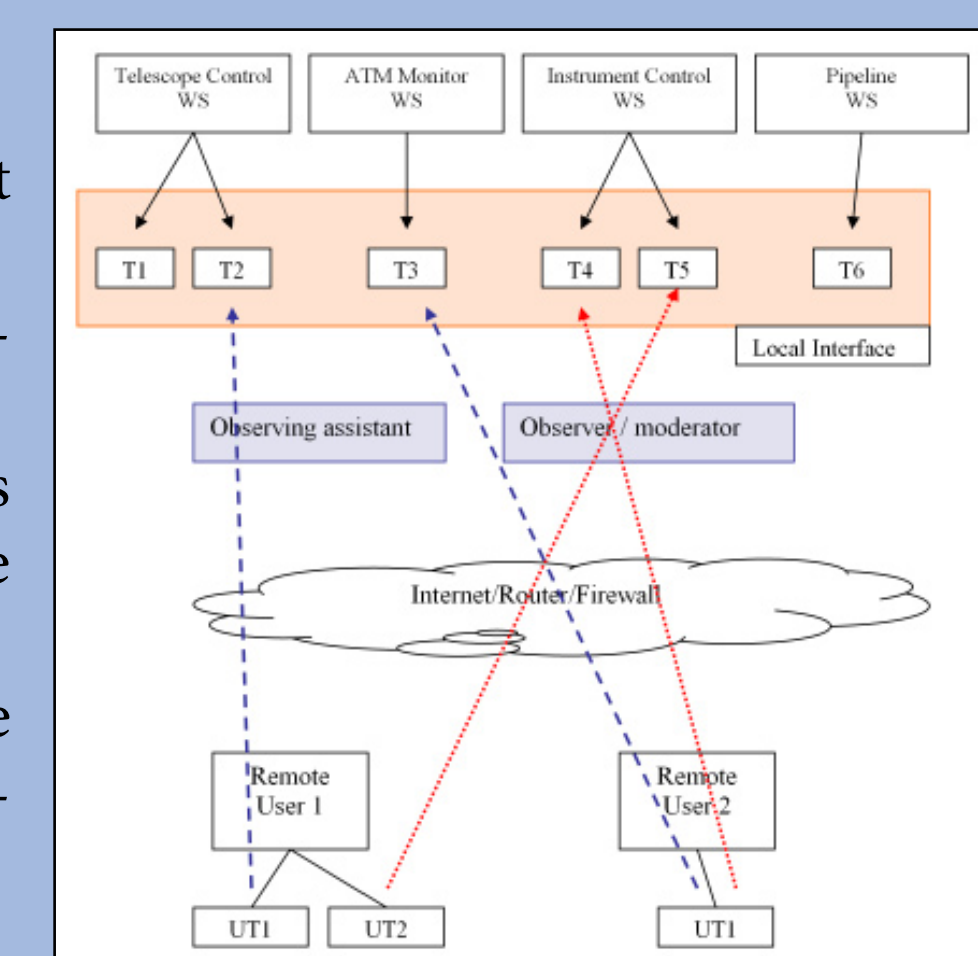 Telescope Control
WS
ATM Monitor
WS
Instrument Control
WS
Pipeline
WS
t
T1
T2
T3
T4
T5
T6
-
Local Interface
Observing assistant
Observer / moderator
s
e
Internet/Router/Firewall
e
-
Remote
User 1
Remote
User 2
UT1
UT2
UT1